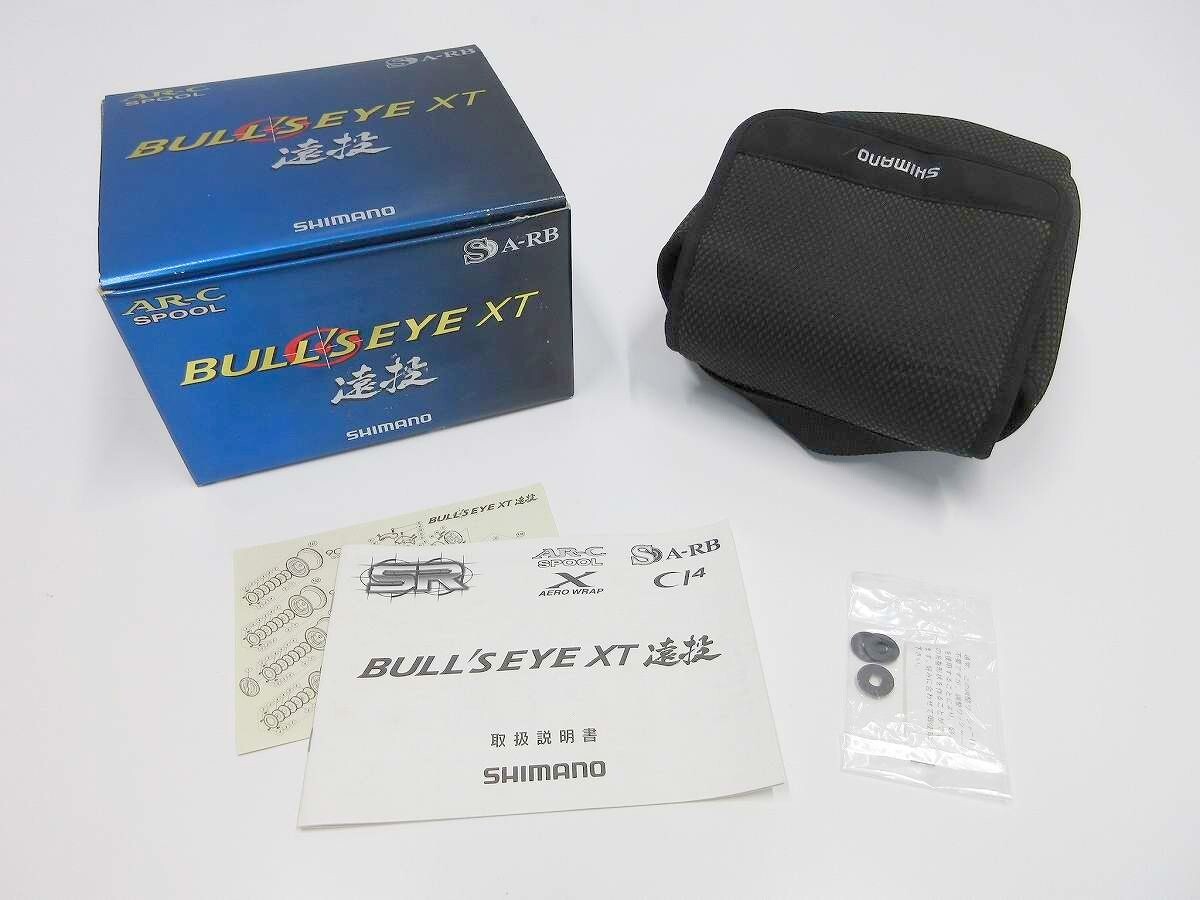 AR-C
SPOOL
S A-RB
BULL'S EYE XT
遠投
SHIMANO
AR-C
SPOOL
S A-RB
BULL'S EYE XT
遠投
SHIMANO
SHIMANO
BULL'S EYE XT 遠投
SR
AR-C
SPOOL
S A-RB
X
AERO WRAP
CI4
BULL'S EYE XT 遠投
取扱説明書
SHIMANO